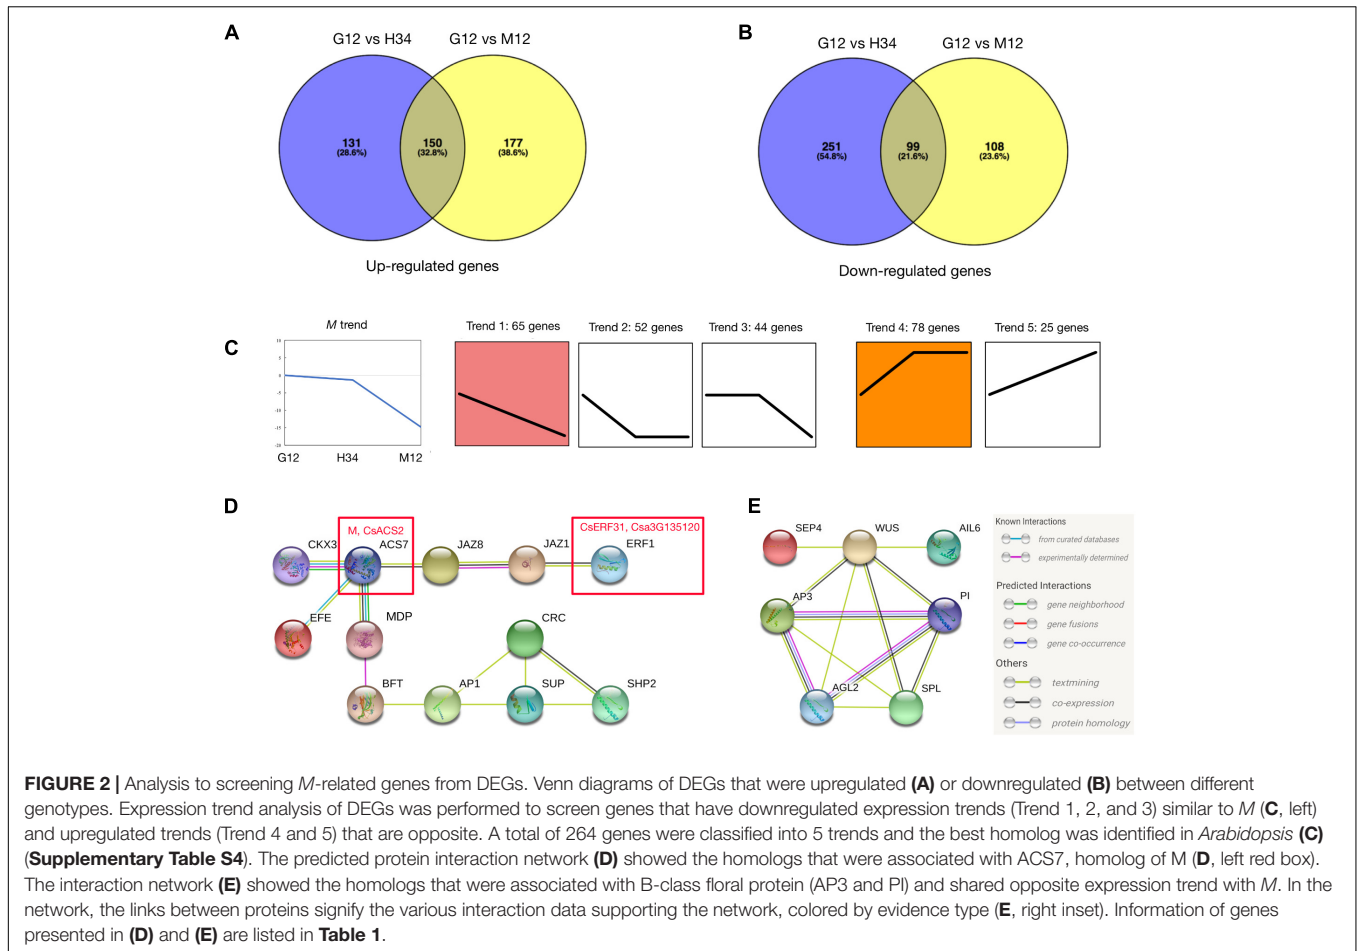 A
G12 vs H34
G12 vs M12
131
(28.6%)
150
(32.8%)
177
(38.6%)
Up-regulated genes
B
G12 vs H34
G12 vs M12
251
(54.8%)
99
(21.6%)
108
(23.6%)
Down-regulated genes
C
M trend
10
5
0
-5
-10
-15
-20
G12 H34 M12
Trend 1: 65 genes
Trend 2: 52 genes
Trend 3: 44 genes
Trend 4: 78 genes
Trend 5: 25 genes
D
M, CsACS2
CsERF31, Csa3G135120
CKX3
ACS7
JAZ8
JAZ1
ERF1
EFE
MDP
CRC
BFT
AP1
SUP
SHP2
E
SEP4
WUS
AIL6
AP3
PI
AGL2
SPL
Known Interactions
from curated databases
experimentally determined
Predicted Interactions
gene neighborhood
gene fusions
gene co-occurrence
Others
textmining
co-expression
protein homology
FIGURE 2 | Analysis to screening M-related genes from DEGs. Venn diagrams of DEGs that were upregulated (A) or downregulated (B) between different
genotypes. Expression trend analysis of DEGs was performed to screen genes that have downregulated expression trends (Trend 1, 2, and 3) similar to M (C, left)
and upregulated trends (Trend 4 and 5) that are opposite. A total of 264 genes were classified into 5 trends and the best homolog was identified in Arabidopsis (C)
(Supplementary Table S4). The predicted protein interaction network (D) showed the homologs that were associated with ACS7, homolog of M (D, left red box).
The interaction network (E) showed the homologs that were associated with B-class floral protein (AP3 and PI) and shared opposite expression trend with M. In the
network, the links between proteins signify the various interaction data supporting the network, colored by evidence type (E, right inset). Information of genes
presented in (D) and (E) are listed in Table 1.